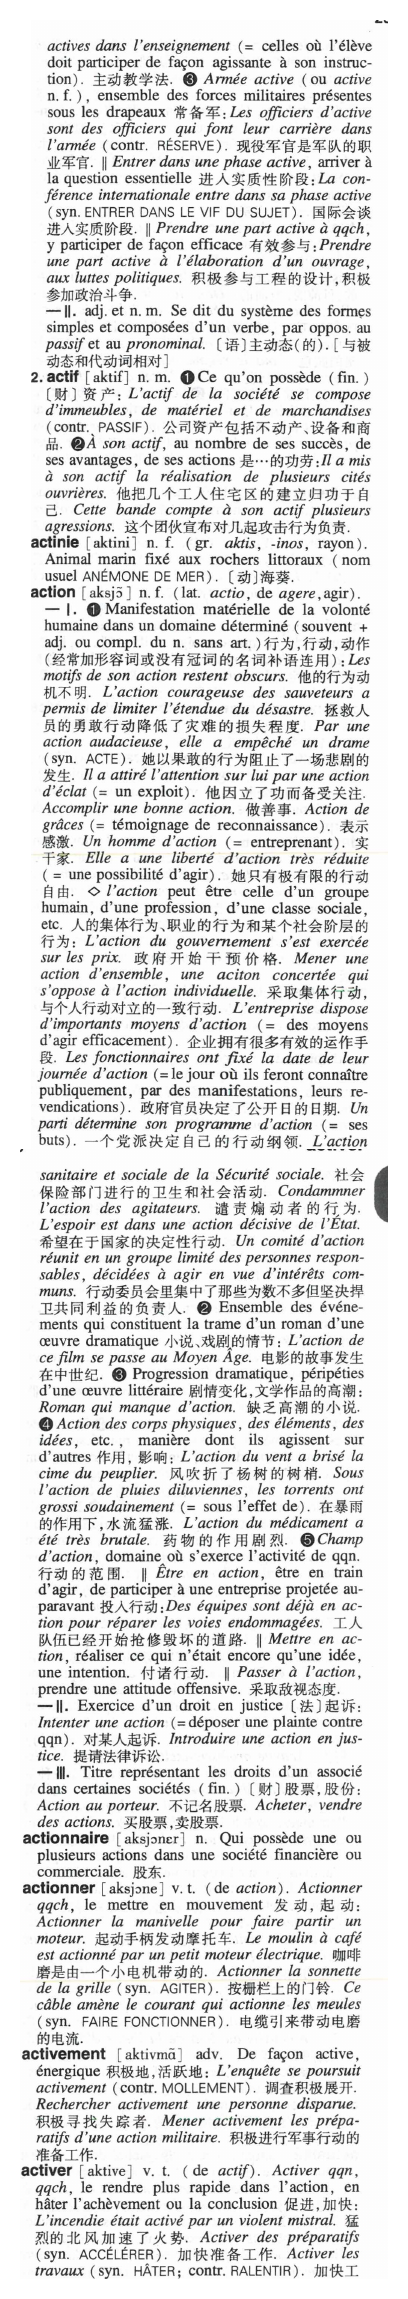 actives dans l'enseignement (= celles où l'élève
doit participer de façon agissante à son instruc-
tion). 主动教学法. ❸ Armée active (ou active
n. f.), ensemble des forces militaires présentes
sous les drapeaux 常备军: Les officiers d'active
sont des officiers qui font leur carrière dans
l'armée (contr. RÉSERVE). 现役军官是军队的职
业军官. ‖ Entrer dans une phase active, arriver à
la question essentielle 进入实质性阶段: La con-
férence internationale entre dans sa phase active
(syn. ENTRER DANS LE VIF DU SUJET). 国际会谈
进入实质阶段. ‖ Prendre une part active à qqch,
y participer de façon efficace 有效参与: Prendre
une part active à l'élaboration d'un ouvrage,
aux luttes politiques. 积极参与工程的设计,积极
参加政治斗争.
— II. adj. et n. m. Se dit du système des formes
simples et composées d'un verbe, par oppos. au
passif et au pronominal. 〔语〕主动态(的). [与被
动态和代动词相对]
2. actif [aktif] n. m. ❶ Ce qu'on possède (fin.)
〔财〕资产: L'actif de la société se compose
d'immeubles, de matériel et de marchandises
(contr. PASSIF). 公司资产包括不动产、设备和商
品. ❷ À son actif, au nombre de ses succès, de
ses avantages, de ses actions 是…的功劳: Il a mis
à son actif la réalisation de plusieurs cités
ouvrières. 他把几个工人住宅区的建立归功于自
己. Cette bande compte à son actif plusieurs
agressions. 这个团伙宣布对几起攻击行为负责.
actinie [aktini] n. f. (gr. aktis, -inos, rayon).
Animal marin fixé aux rochers littoraux (nom
usuel ANÉMONE DE MER). 〔动〕海葵.
action [aksjɔ̃] n. f. (lat. actio, de agere, agir).
— I. ❶ Manifestation matérielle de la volonté
humaine dans un domaine déterminé (souvent +
adj. ou compl. du n. sans art.) 行为,行动,动作
(经常加形容词或没有冠词的名词补语连用): Les
motifs de son action restent obscurs. 他的行为动
机不明. L'action courageuse des sauveteurs a
permis de limiter l'étendue du désastre. 拯救人
员的勇敢行动降低了灾难的损失程度. Par une
action audacieuse, elle a empêché un drame
(syn. ACTE). 她以果敢的行为阻止了一场悲剧的
发生. Il a attiré l'attention sur lui par une action
d'éclat (= un exploit). 他因立了功而备受关注.
Accomplir une bonne action. 做善事. Action de
grâces (= témoignage de reconnaissance). 表示
感激. Un homme d'action (= entreprenant). 实
干家. Elle a une liberté d'action très réduite
(= une possibilité d'agir). 她只有极有限的行动
自由. ◇ l'action peut être celle d'un groupe
humain, d'une profession, d'une classe sociale,
etc. 人的集体行为、职业的行为和某个社会阶层的
行为: L'action du gouvernement s'est exercée
sur les prix. 政府开始干预价格. Mener une
action d'ensemble, une aciton concertée qui
s'oppose à l'action individuelle. 采取集体行动,
与个人行动对立的一致行动. L'entreprise dispose
d'importants moyens d'action (= des moyens
d'agir efficacement). 企业拥有很多有效的运作手
段. Les fonctionnaires ont fixé la date de leur
journée d'action (= le jour où ils feront connaître
publiquement, par des manifestations, leurs re-
vendications). 政府官员决定了公开日的日期. Un
parti détermine son programme d'action (= ses
buts). 一个党派决定自己的行动纲领. L'action
sanitaire et sociale de la Sécurité sociale. 社会
保险部门进行的卫生和社会活动. Condammner
l'action des agitateurs. 谴责煽动者的行为.
L'espoir est dans une action décisive de l'État.
希望在于国家的决定性行动. Un comité d'action
réunit en un groupe limité des personnes respon-
sables, décidées à agir en vue d'intérêts com-
muns. 行动委员会里集中了那些为数不多但坚决捍
卫共同利益的负责人. ❷ Ensemble des événe-
ments qui constituent la trame d'un roman d'une
œuvre dramatique 小说、戏剧的情节: L'action de
ce film se passe au Moyen Âge. 电影的故事发生
在中世纪. ❸ Progression dramatique, péripéties
d'une œuvre littéraire 剧情变化,文学作品的高潮:
Roman qui manque d'action. 缺乏高潮的小说.
❹ Action des corps physiques, des éléments, des
idées, etc., manière dont ils agissent sur
d'autres 作用, 影响: L'action du vent a brisé la
cime du peuplier. 风吹折了杨树的树梢. Sous
l'action de pluies diluviennes, les torrents ont
grossi soudainement (= sous l'effet de). 在暴雨
的作用下,水流猛涨. L'action du médicament a
été très brutale. 药物的作用剧烈. ❺ Champ
d'action, domaine où s'exerce l'activité de qqn.
行动的范围. ‖ Être en action, être en train
d'agir, de participer à une entreprise projetée au-
paravant 投入行动: Des équipes sont déjà en ac-
tion pour réparer les voies endommagées. 工人
队伍已经开始抢修毁坏的道路. ‖ Mettre en ac-
tion, réaliser ce qui n'était encore qu'une idée,
une intention. 付诸行动. ‖ Passer à l'action,
prendre une attitude offensive. 采取敌视态度.
— II. Exercice d'un droit en justice 〔法〕起诉:
Intenter une action (= déposer une plainte contre
qqn). 对某人起诉. Introduire une action en jus-
tice. 提请法律诉讼.
— III. Titre représentant les droits d'un associé
dans certaines sociétés (fin.) 〔财〕股票,股份:
Action au porteur. 不记名股票. Acheter, vendre
des actions. 买股票,卖股票.
actionnaire [aksjɔnɛr] n. Qui possède une ou
plusieurs actions dans une société financière ou
commerciale. 股东.
actionner [aksjɔne] v. t. (de action). Actionner
qqch, le mettre en mouvement 发动, 起动:
Actionner la manivelle pour faire partir un
moteur. 起动手柄发动摩托车. Le moulin à café
est actionné par un petit moteur électrique. 咖啡
磨是由一个小电机带动的. Actionner la sonnette
de la grille (syn. AGITER). 按栅栏上的门铃. Ce
câble amène le courant qui actionne les meules
(syn. FAIRE FONCTIONNER). 电缆引来带动电磨
的电流.
activement [aktivmɑ̃] adv. De façon active,
énergique 积极地,活跃地: L'enquête se poursuit
activement (contr. MOLLEMENT). 调查积极展开.
Rechercher activement une personne disparue.
积极寻找失踪者. Mener activement les prépa-
ratifs d'une action militaire. 积极进行军事行动的
准备工作.
activer [aktive] v. t. (de actif). Activer qqn,
qqch, le rendre plus rapide dans l'action, en
hâter l'achèvement ou la conclusion 促进,加快:
L'incendie était activé par un violent mistral. 猛
烈的北风加速了火势. Activer des préparatifs
(syn. ACCÉLÉRER). 加快准备工作. Activer les
travaux (syn. HÂTER; contr. RALENTIR). 加快工